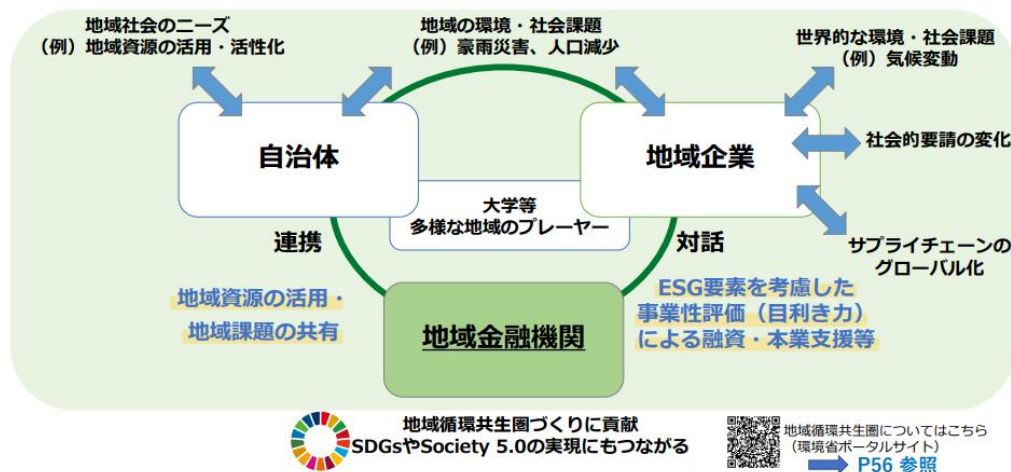 地域社会のニーズ
（例）地域資源の活用・活性化
地域の環境・社会課題
（例）豪雨災害、人口減少
世界的な環境・社会課題
（例）気候変動
自治体
地域企業
社会的要請の変化
大学等
多様な地域のプレーヤー
連携
対話
サプライチェーンの
グローバル化
地域資源の活用・
地域課題の共有
地域金融機関
ESG要素を考慮した
事業性評価（目利き力）
による融資・本業支援等
地域循環共生圏づくりに貢献
SDGsやSociety 5.0の実現にもつながる
地域循環共生圏についてはこちら
（環境省ポータルサイト）
P56 参照